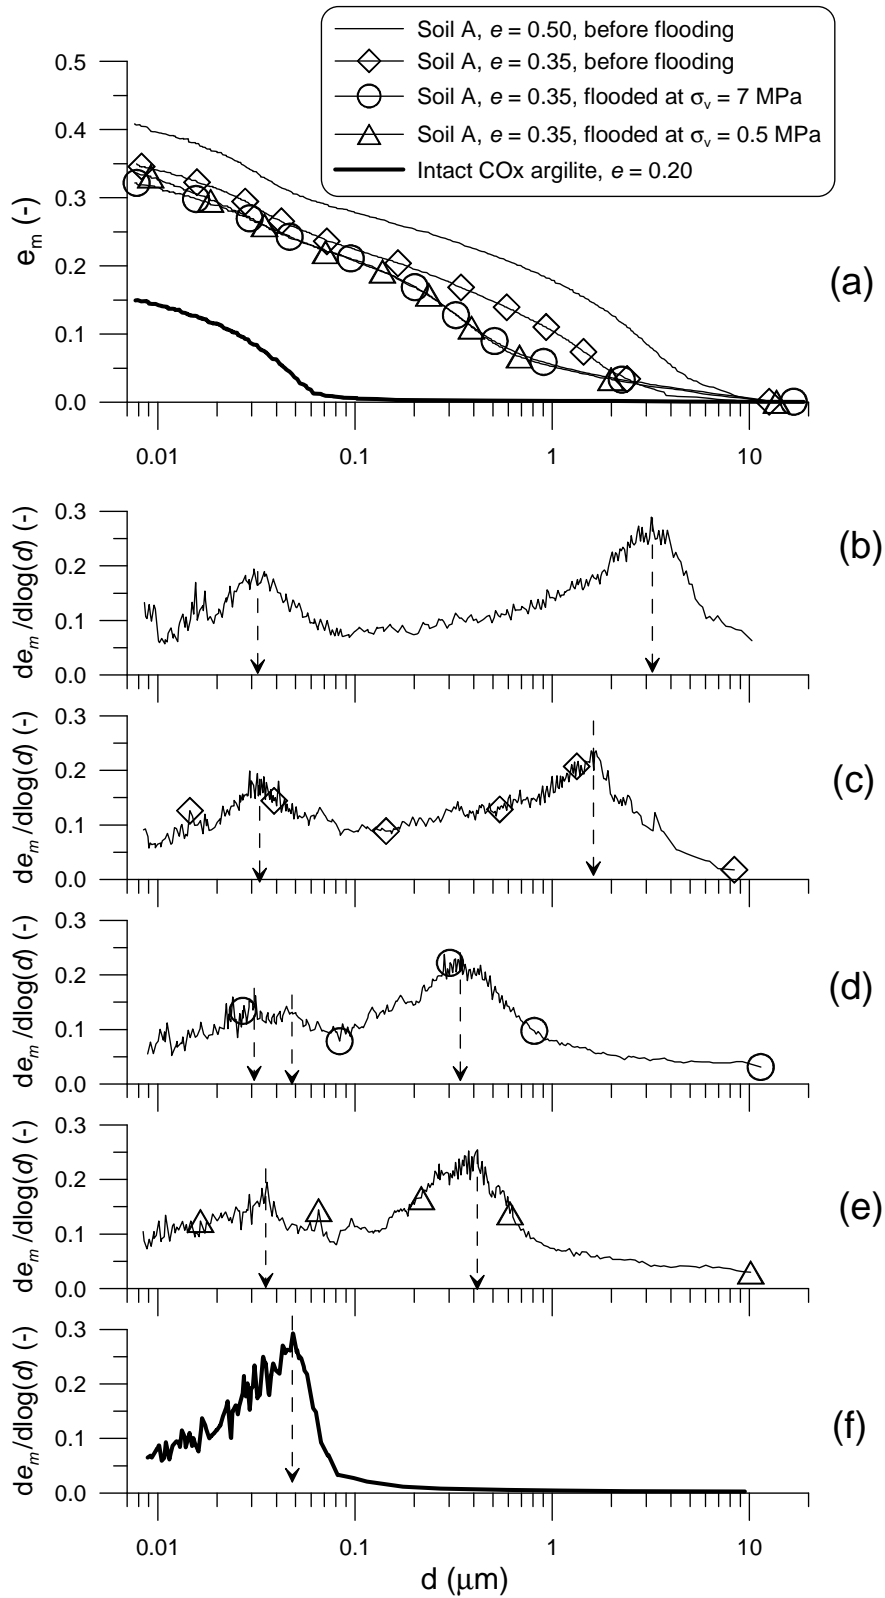 Soil A, e = 0.50, before flooding
Soil A, e = 0.35, before flooding
Soil A, e = 0.35, flooded at σv = 7 MPa
Soil A, e = 0.35, flooded at σv = 0.5 MPa
Intact COx argilite, e = 0.20
0.5
0.4
0.3
0.2
0.1
0.0
em (-)
(a)
0.01 0.1 1 10
0.3
0.2
0.1
0.0
dem /dlog(d) (-)
(b)
0.3
0.2
0.1
0.0
dem /dlog(d) (-)
(c)
0.3
0.2
0.1
0.0
dem /dlog(d) (-)
(d)
0.3
0.2
0.1
0.0
dem /dlog(d) (-)
(e)
0.3
0.2
0.1
0.0
dem/dlog(d) (-)
(f)
0.01 0.1 1 10
d (μm)